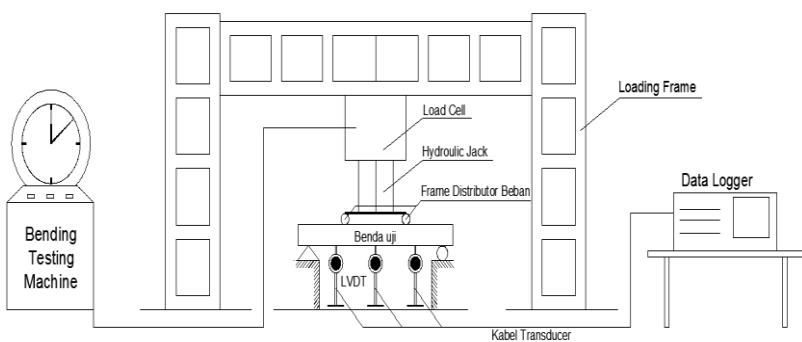 Loading Frame
Load Cell
Hydroulic Jack
Frame Distributor Beban
Data Logger
Bending
Testing
Machine
Benda uji
LVDT
Kabel Transducer